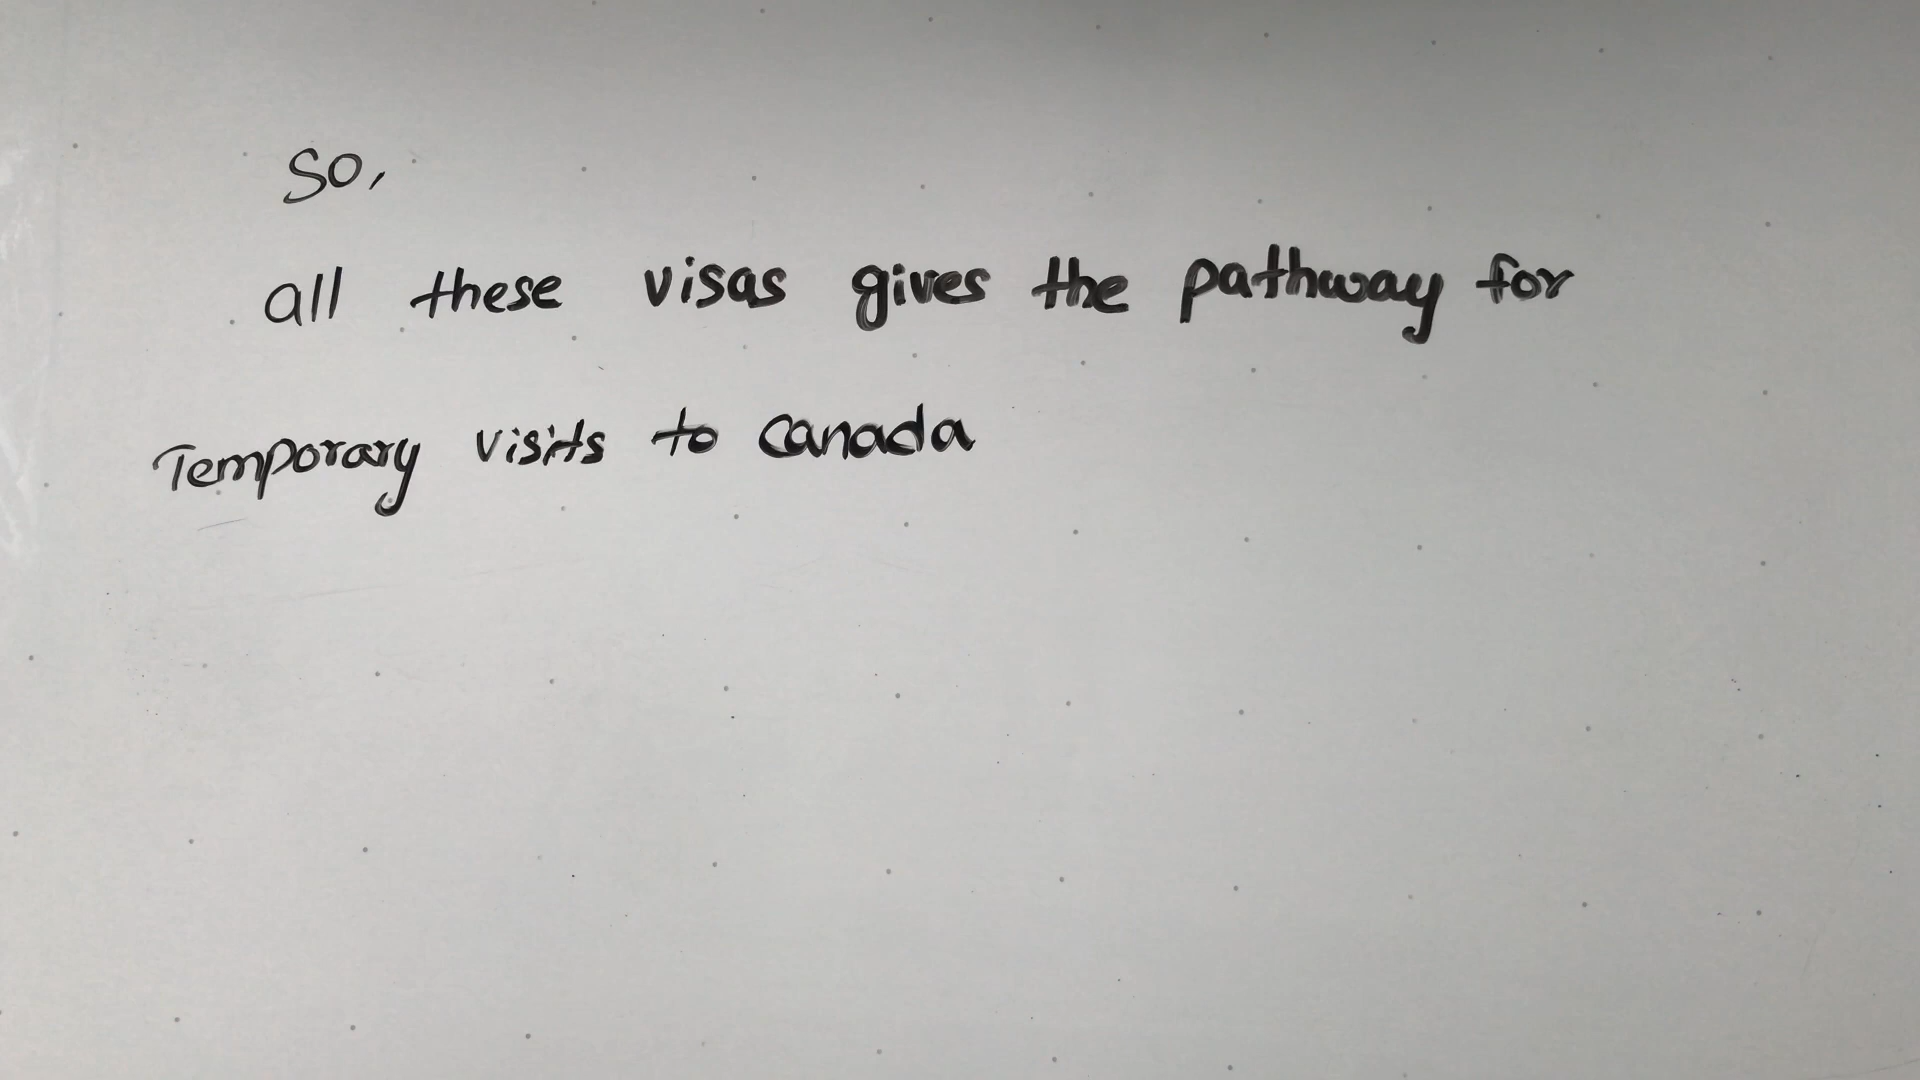 So,
all these visas gives the pathway for
Temporary visits to Canada